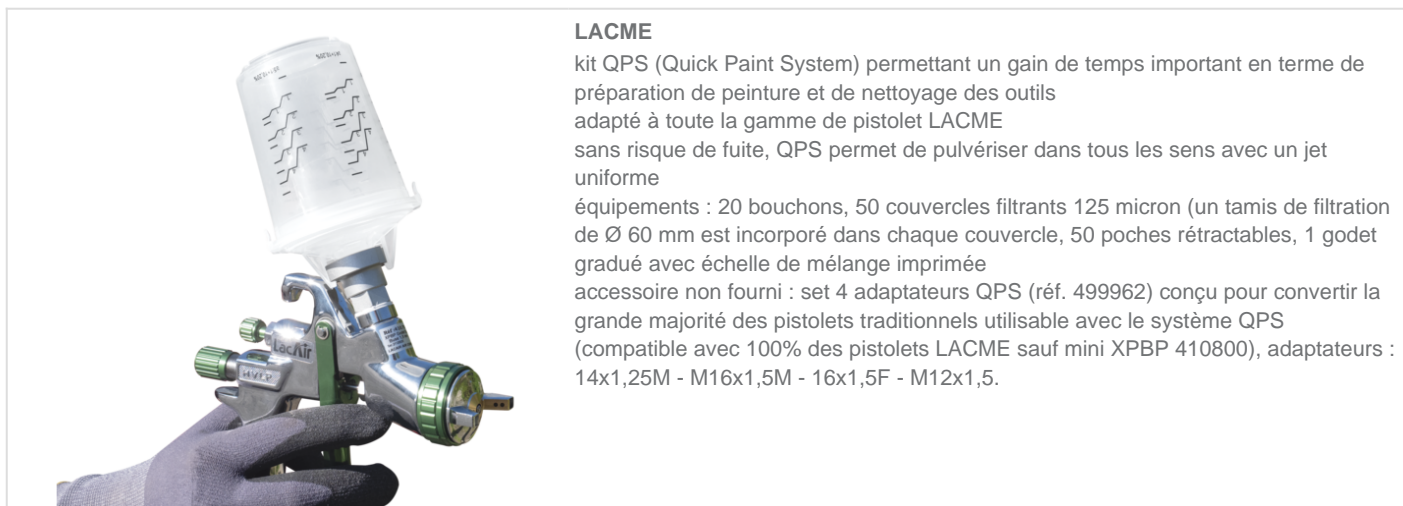 LACME
kit QPS (Quick Paint System) permettant un gain de temps important en terme de
préparation de peinture et de nettoyage des outils
adapté à toute la gamme de pistolet LACME
sans risque de fuite, QPS permet de pulvériser dans tous les sens avec un jet
uniforme
équipements : 20 bouchons, 50 couvercles filtrants 125 micron (un tamis de filtration
de Ø 60 mm est incorporé dans chaque couvercle, 50 poches rétractables, 1 godet
gradué avec échelle de mélange imprimée
accessoire non fourni : set 4 adaptateurs QPS (réf. 499962) conçu pour convertir la
grande majorité des pistolets traditionnels utilisable avec le système QPS
(compatible avec 100% des pistolets LACME sauf mini XPBP 410800), adaptateurs :
14x1,25M - M16x1,5M - 16x1,5F - M12x1,5.
LacAir